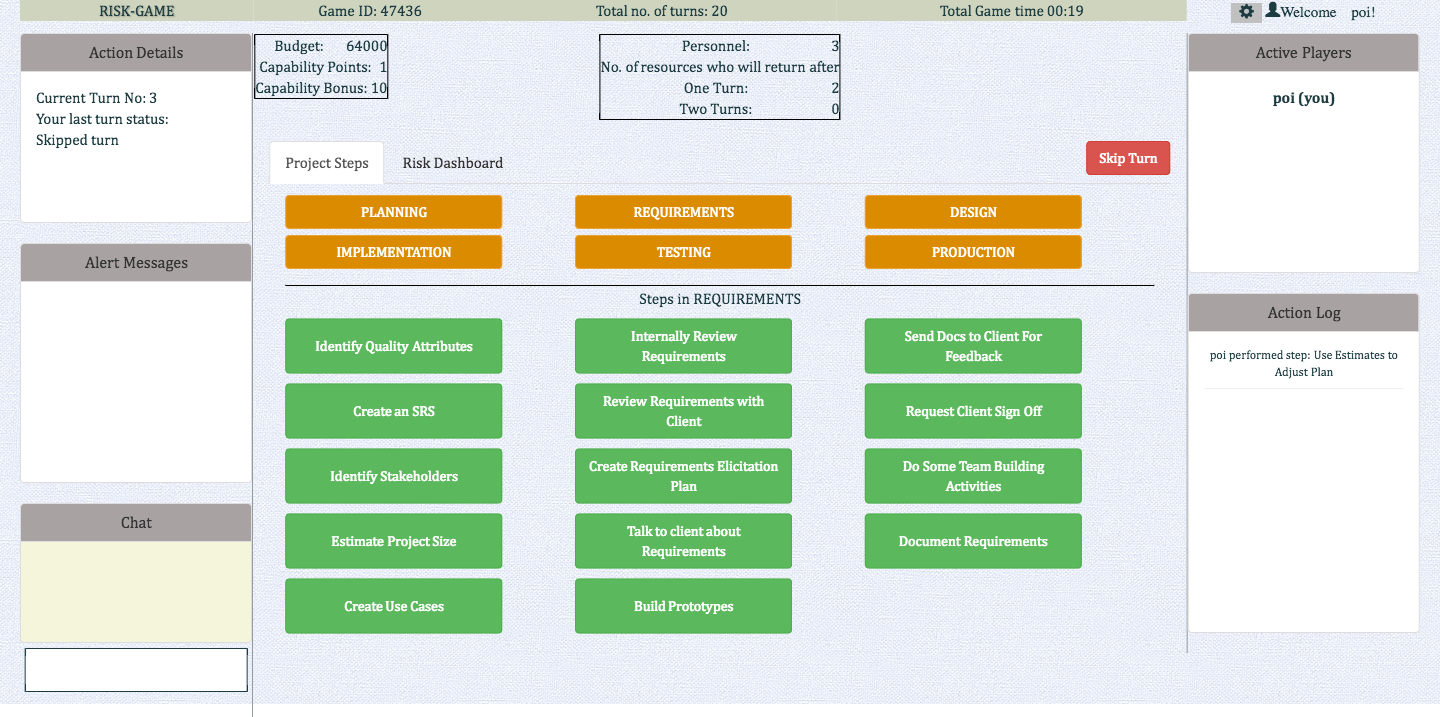 RISK-GAME
Game ID: 47436
Total no. of turns: 20
Total Game time 00:19
Welcome poi!
Action Details
Current Turn No: 3
Your last turn status:
Skipped turn
Alert Messages
Chat
Budget: 64000
Capability Points: 1
Capability Bonus: 10
Personnel: 3
No. of resources who will return after
One Turn: 2
Two Turns: 0
Project Steps
Risk Dashboard
Skip Turn
PLANNING
REQUIREMENTS
DESIGN
IMPLEMENTATION
TESTING
PRODUCTION
Steps in REQUIREMENTS
Identify Quality Attributes
Internally Review
Requirements
Send Docs to Client For
Feedback
Create an SRS
Review Requirements with
Client
Request Client Sign Off
Identify Stakeholders
Create Requirements Elicitation
Plan
Do Some Team Building
Activities
Estimate Project Size
Talk to client about
Requirements
Document Requirements
Create Use Cases
Build Prototypes
Active Players
poi (you)
Action Log
poi performed step: Use Estimates to
Adjust Plan